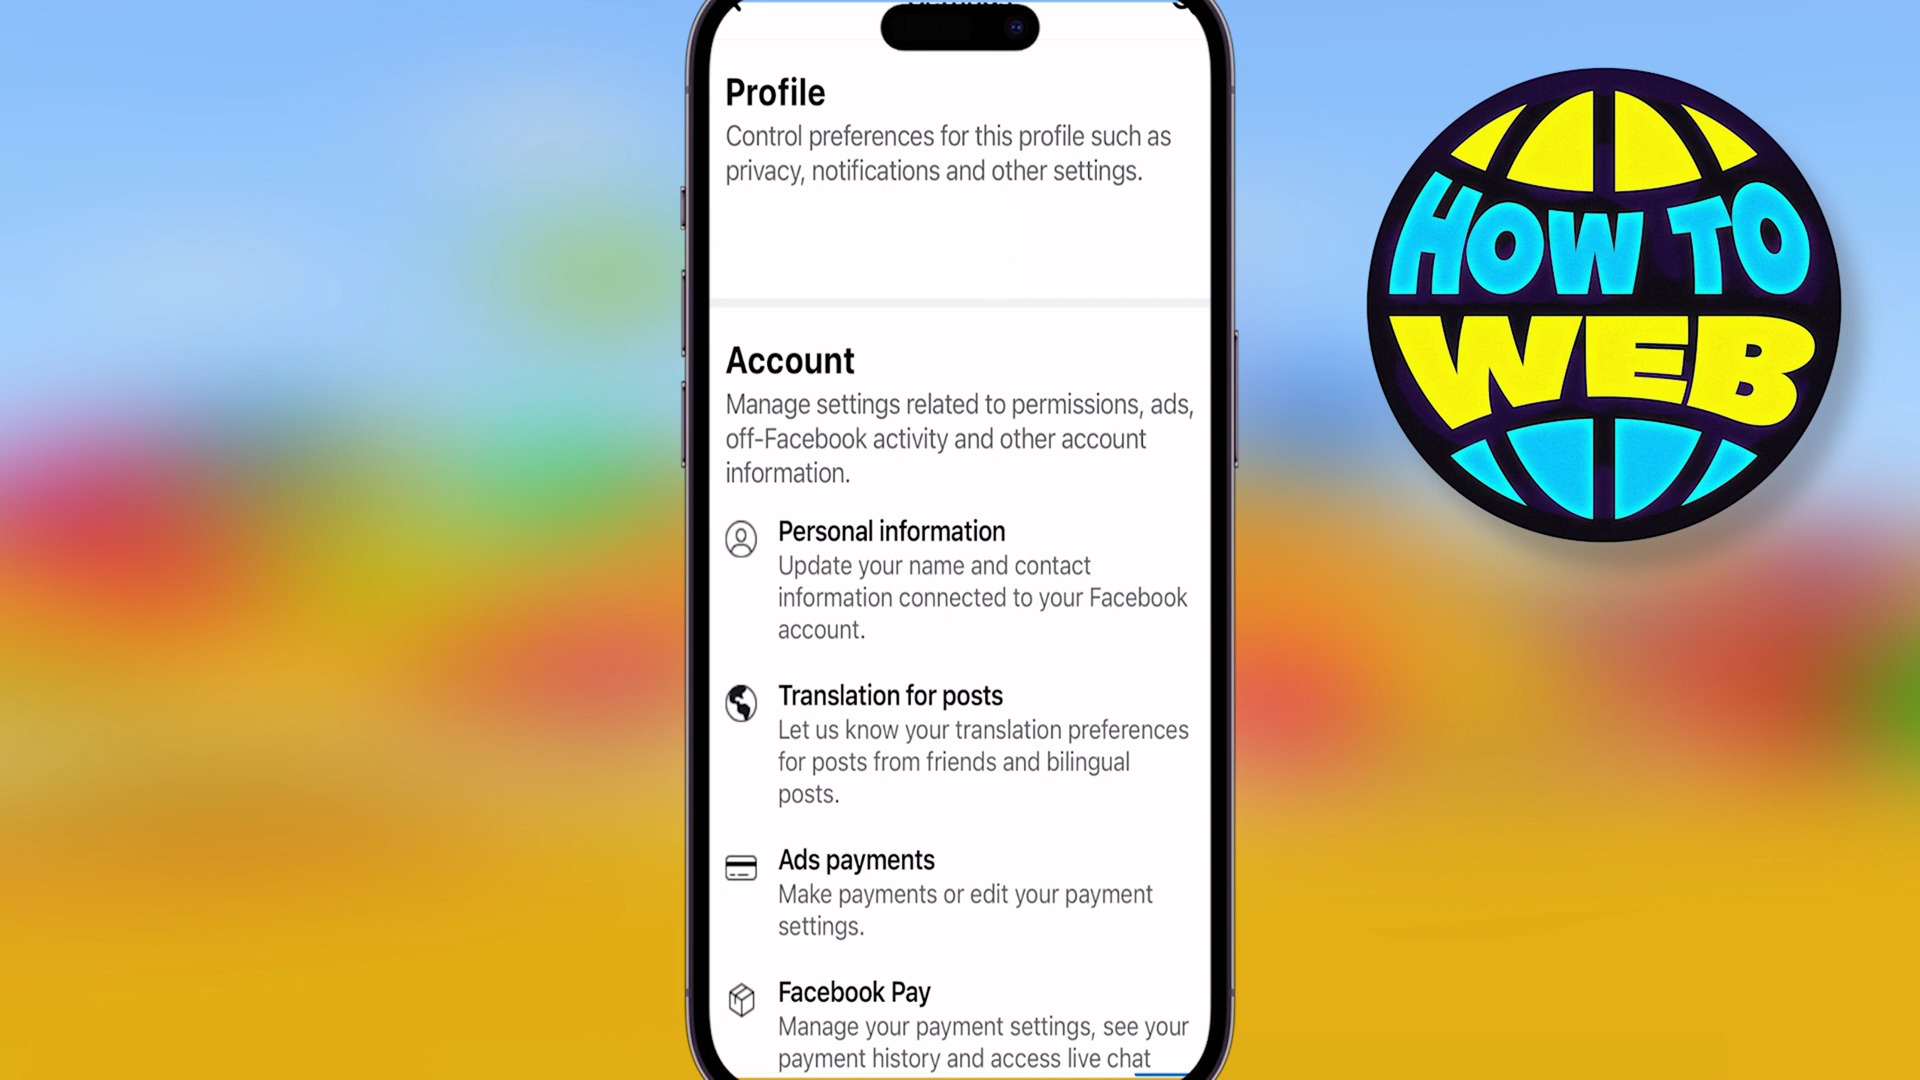 Profile
Control preferences for this profile such as
privacy, notifications and other settings.
Account
Manage settings related to permissions, ads,
off-Facebook activity and other account
information.
Personal information
Update your name and contact
information connected to your Facebook
account.
Translation for posts
Let us know your translation preferences
for posts from friends and bilingual
posts.
Ads payments
Make payments or edit your payment
settings.
Facebook Pay
Manage your payment settings, see your
payment history and access live chat
HOW TO
WEB